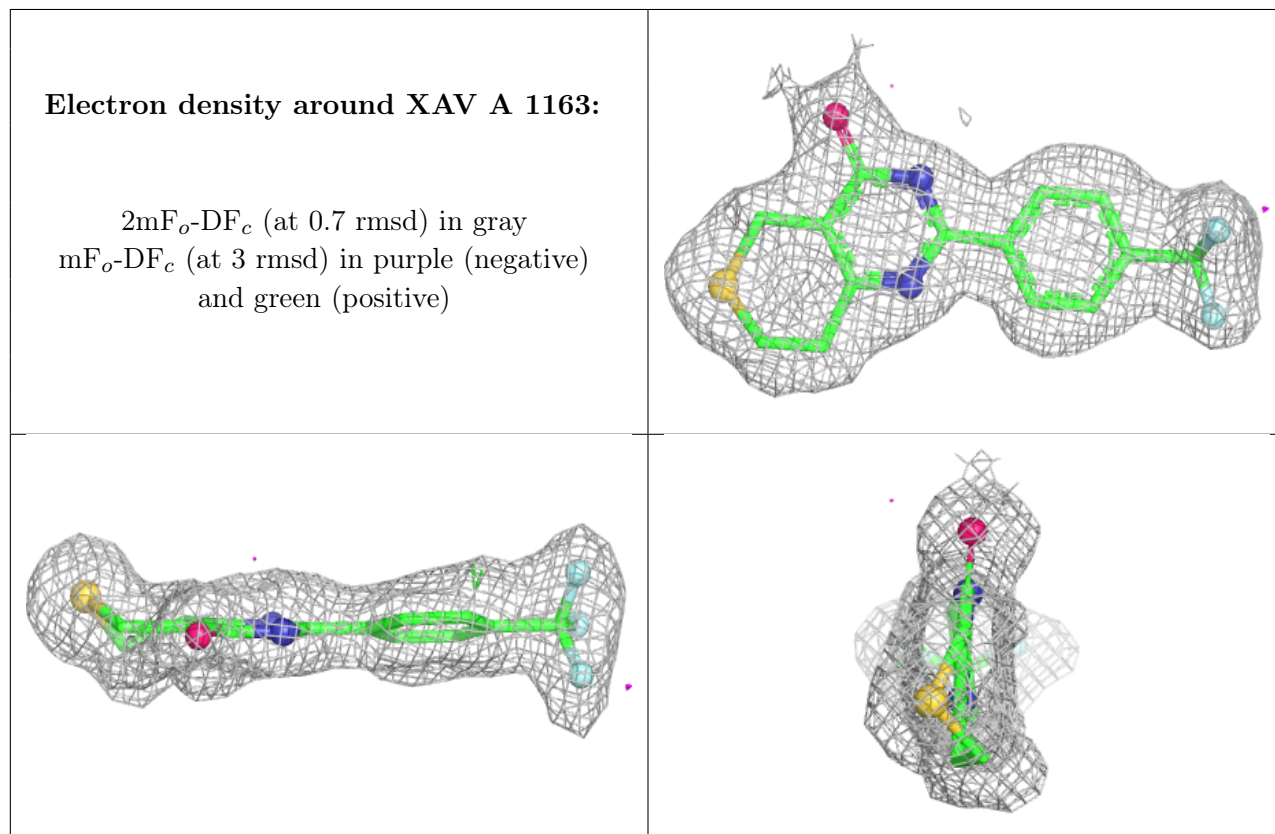 Electron density around XAV A 1163:
2mFo-DFc (at 0.7 rmsd) in gray
mFo-DFc (at 3 rmsd) in purple (negative)
and green (positive)